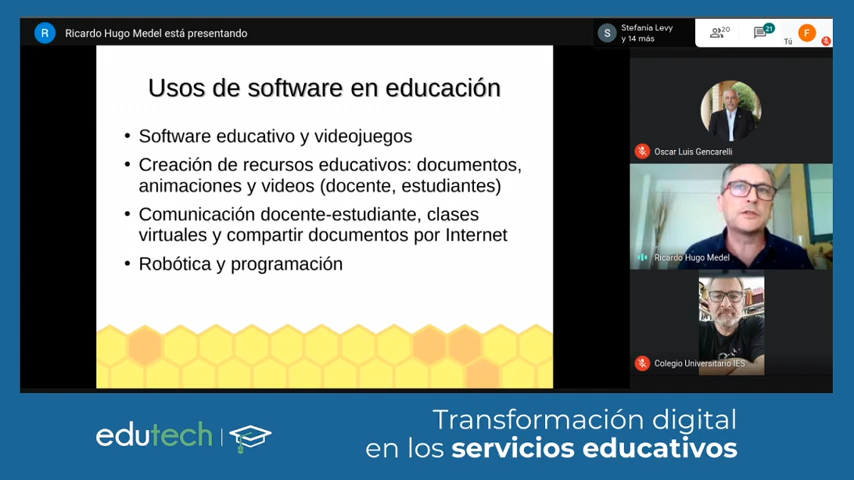 R Ricardo Hugo Medel está presentando
S Stefanía Levy
y 14 más
20
21
Tú
F
Usos de software en educación
• Software educativo y videojuegos
• Creación de recursos educativos: documentos,
animaciones y videos (docente, estudiantes)
• Comunicación docente-estudiante, clases
virtuales y compartir documentos por Internet
• Robótica y programación
Oscar Luis Gencarelli
Ricardo Hugo Medel
Colegio Universitario IES
edutech
Transformación digital
en los servicios educativos